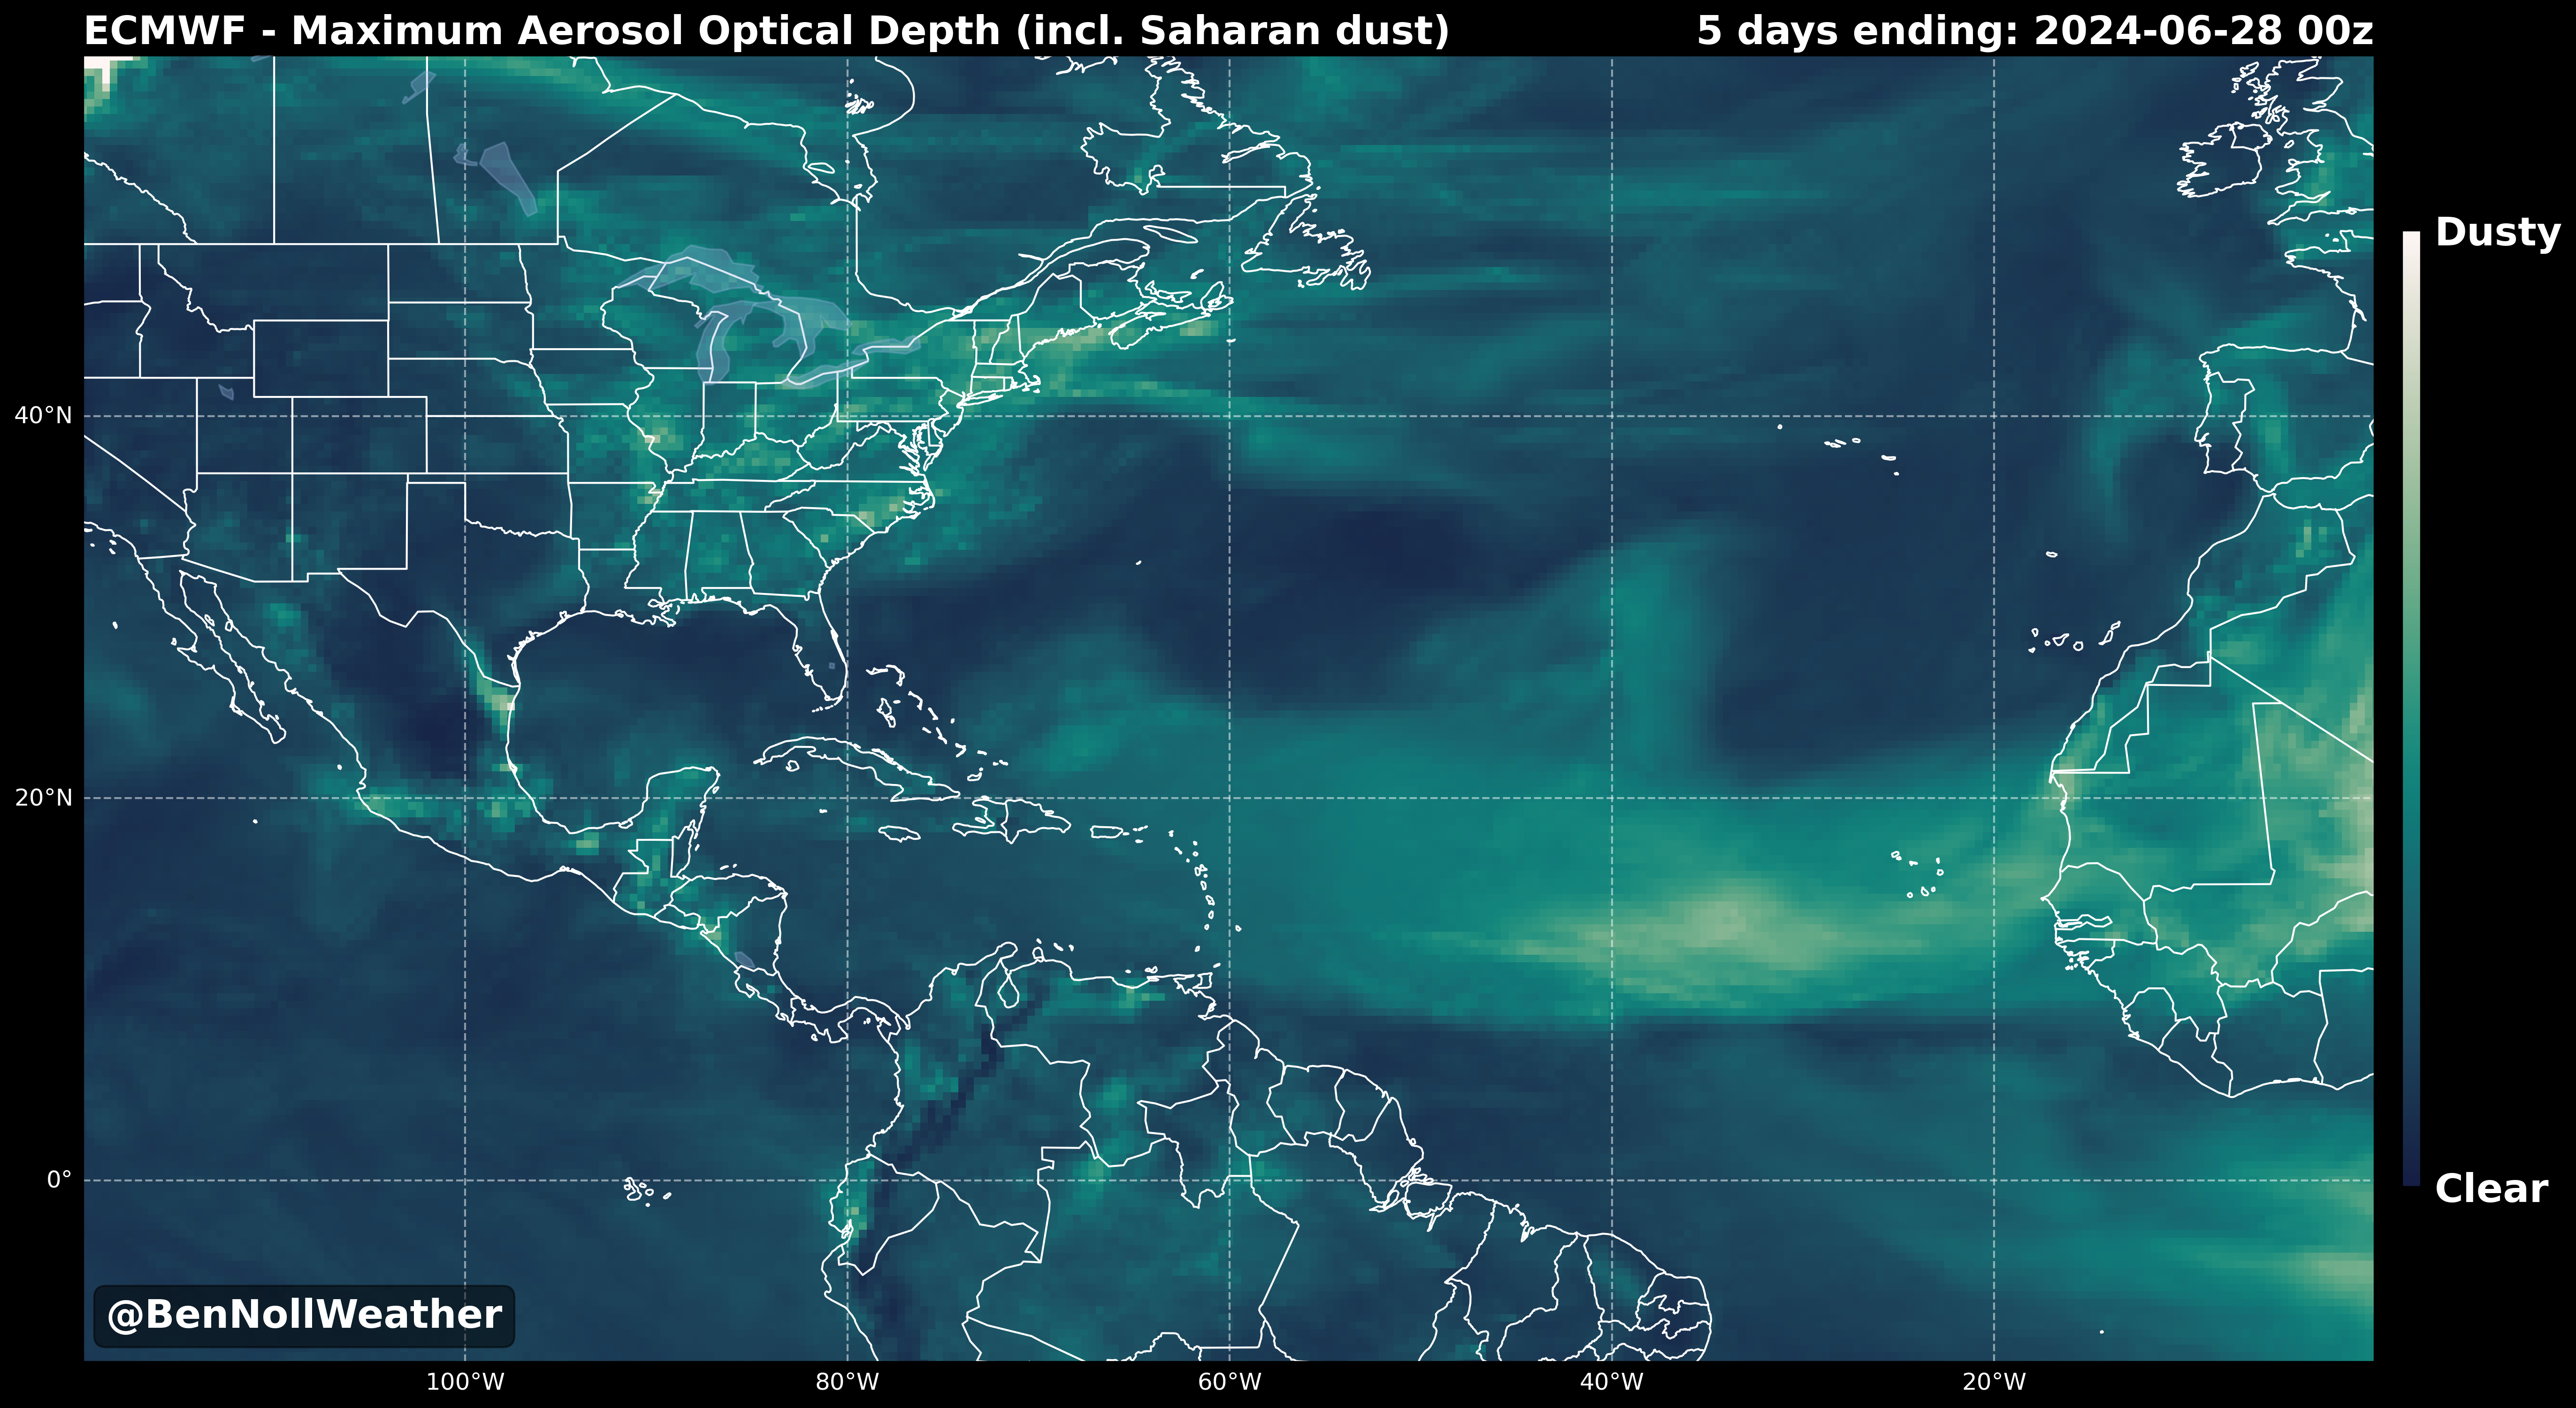 ECMWF - Maximum Aerosol Optical Depth (incl. Saharan dust)
5 days ending: 2024-06-28 00z
Dusty
40°N
20°N
0°
Clear
@BenNollWeather
100°W
80°W
60°W
40°W
20°W